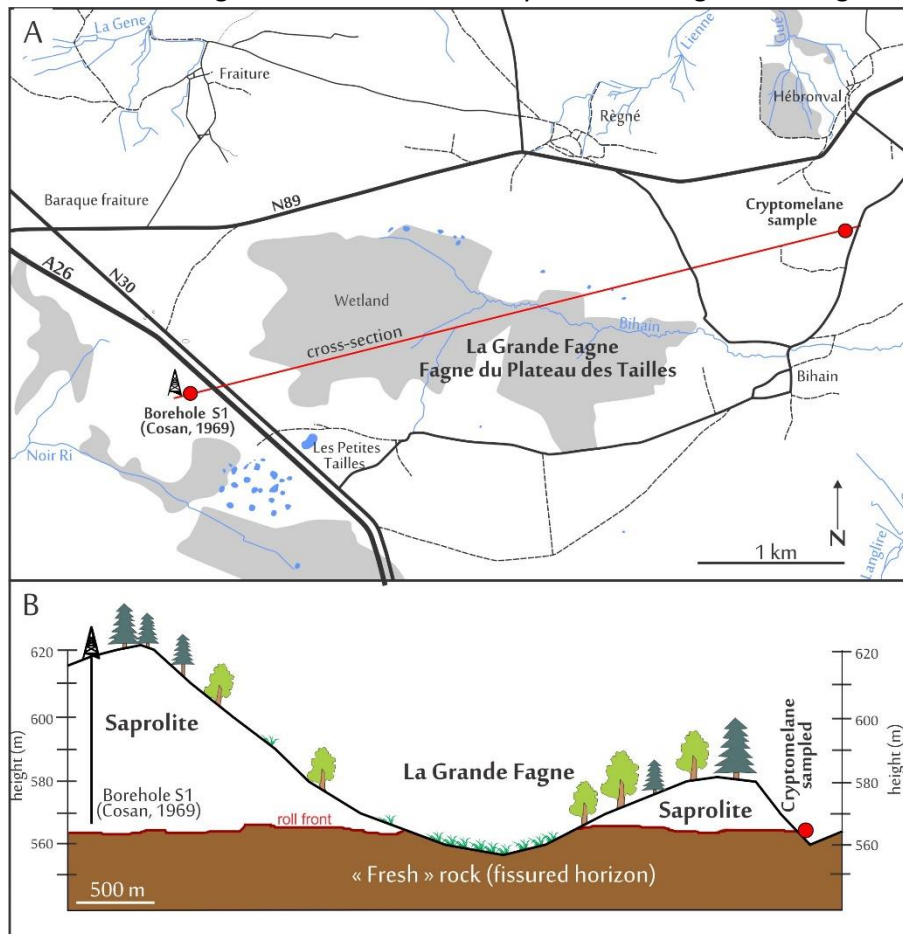 A
La Gene
Fraiture
Lienne
Gué
Hébronval
Règné
Baraque fraiture
N89
Cryptomelane
sample
A26
N30
Wetland
cross-section
Bihain
La Grande Fagne
Fagne du Plateau des Tailles
Bihain
Borehole S1
(Cosan, 1969)
Noir Ri
Les Petites
Tailles
N
1 km
Langlire
B
620
600
580
560
height (m)
Saprolite
Borehole S1
(Cosan, 1969)
roll front
La Grande Fagne
Saprolite
Cryptomelane
sampled
620
600
580
560
height (m)
« Fresh » rock (fissured horizon)
500 m